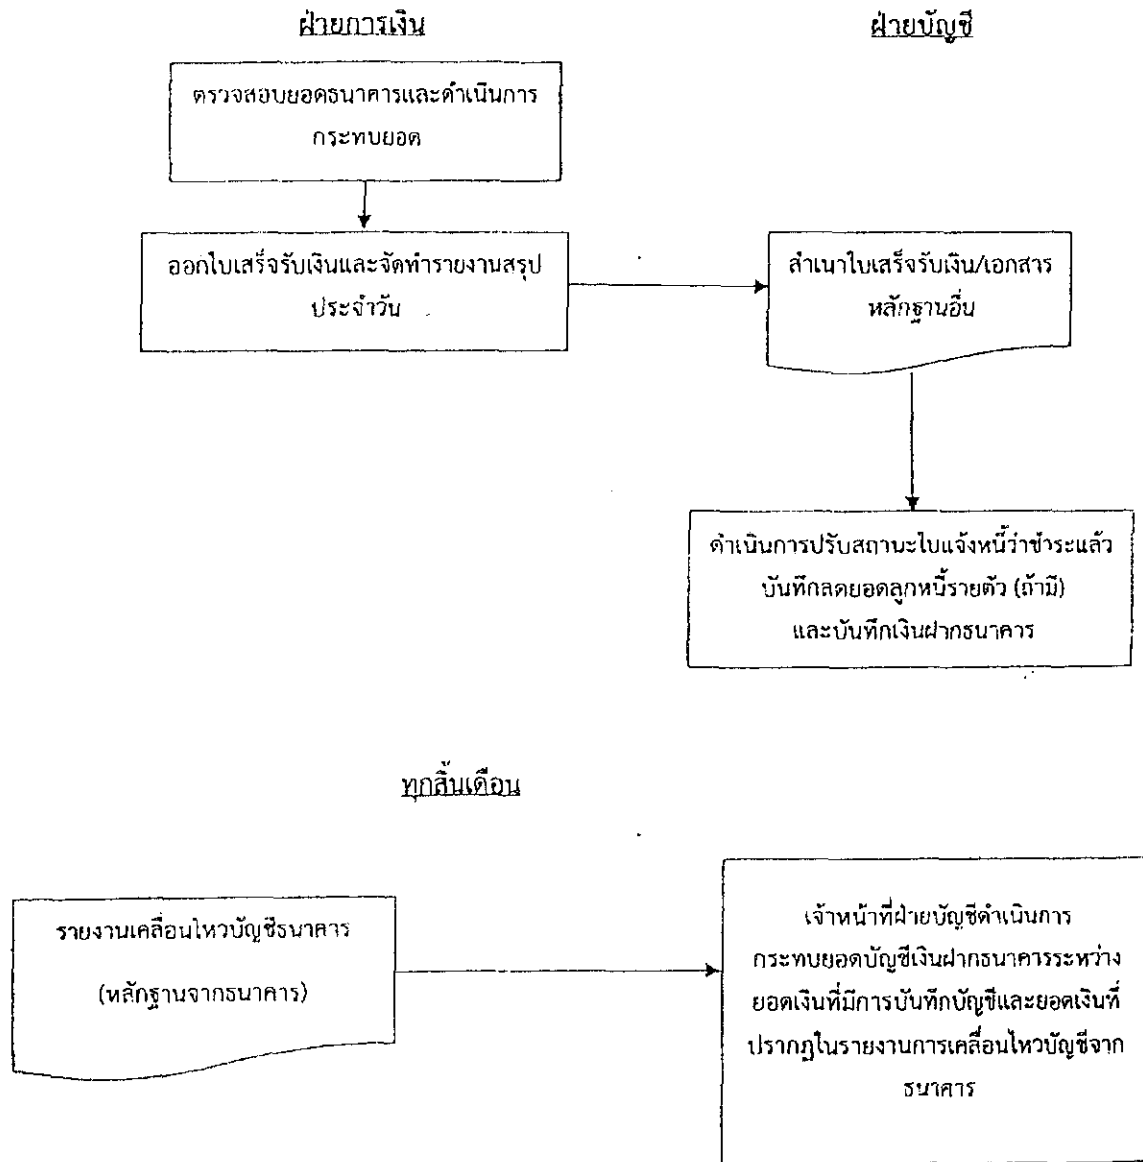 ฝ่ายการเงิน
ฝ่ายบัญชี
ตรวจสอบยอดธนาคารและดำเนินการ
กระทบยอด
ออกใบเสร็จรับเงินและจัดทำรายงานสรุป
ประจำวัน
สำเนาใบเสร็จรับเงิน/เอกสาร
หลักฐานอื่น
ดำเนินการปรับสถานะใบแจ้งหนี้ว่าชำระแล้ว
บันทึกลดยอดลูกหนี้รายตัว (ถ้ามี)
และบันทึกเงินฝากธนาคาร
ทุกสิ้นเดือน
รายงานเคลื่อนไหวบัญชีธนาคาร
(หลักฐานจากธนาคาร)
เจ้าหน้าที่ฝ่ายบัญชีดำเนินการ
กระทบยอดบัญชีเงินฝากธนาคารระหว่าง
ยอดเงินที่มีการบันทึกบัญชีและยอดเงินที่
ปรากฏในรายงานการเคลื่อนไหวบัญชีจาก
ธนาคาร